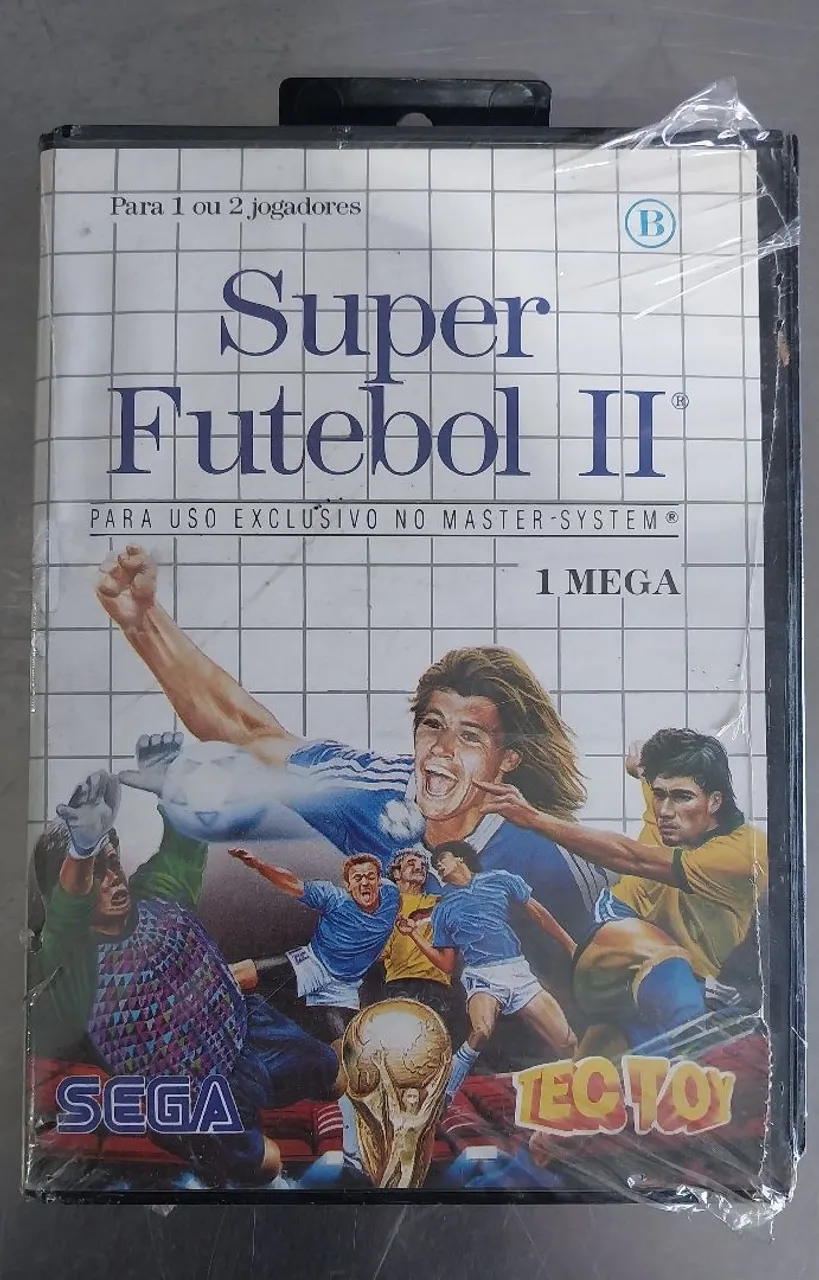 Para 1 ou 2 jogadores
B
Super
Futebol II®
PARA USO EXCLUSIVO NO MASTER-SYSTEM®
1 MEGA
SEGA
TEC TOY